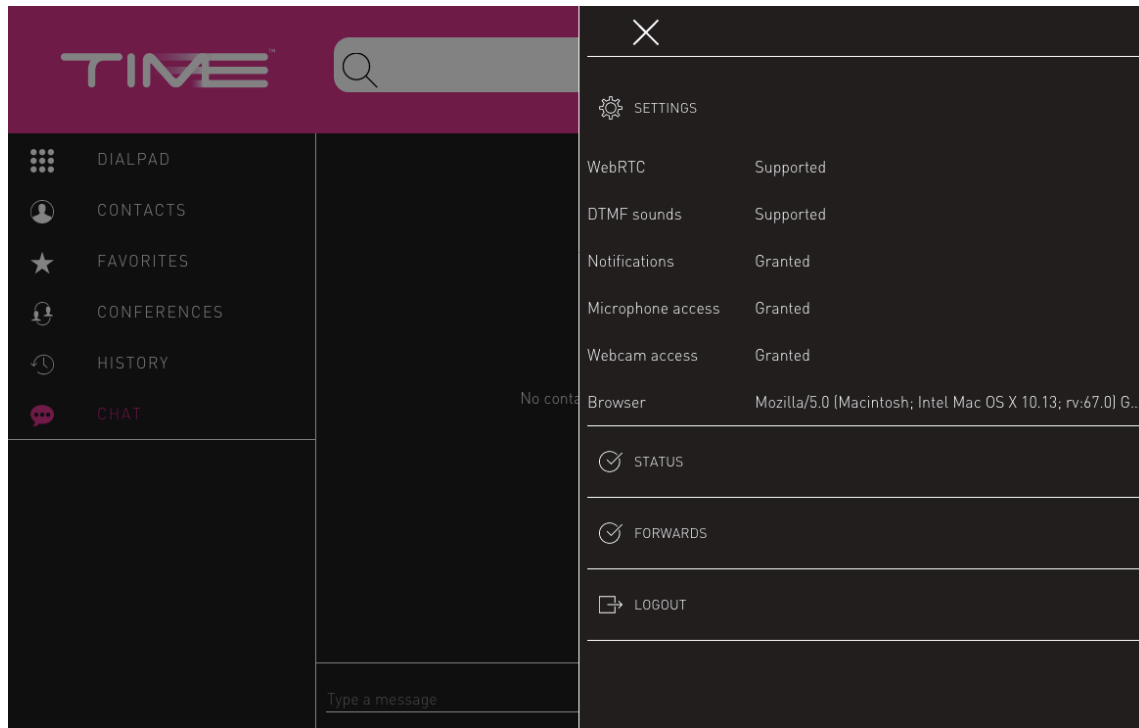 TIME™
DIALPAD
CONTACTS
FAVORITES
CONFERENCES
HISTORY
CHAT
No conta
Type a message
SETTINGS
WebRTC Supported
DTMF sounds Supported
Notifications Granted
Microphone access Granted
Webcam access Granted
Browser Mozilla/5.0 (Macintosh; Intel Mac OS X 10.13; rv:67.0) G...
STATUS
FORWARDS
LOGOUT